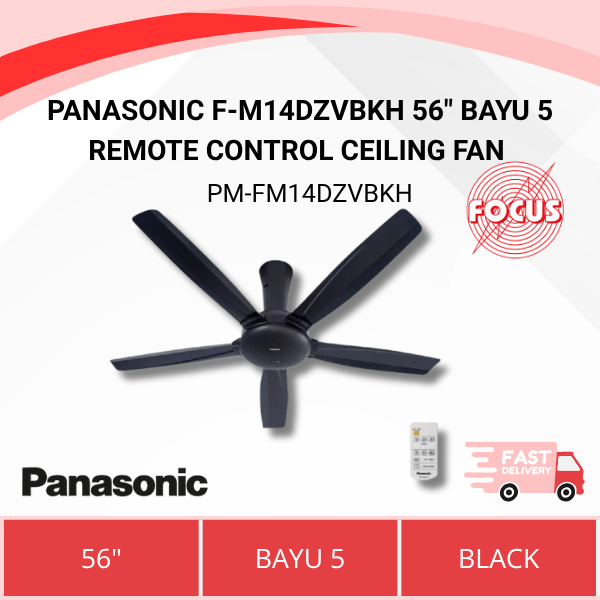 PANASONIC F-M14DZVBKH 56" BAYU 5
REMOTE CONTROL CEILING FAN
PM-FM14DZVBKH
FOCUS
FAST
DELIVERY
Panasonic
Panasonic
56"
BAYU 5
BLACK